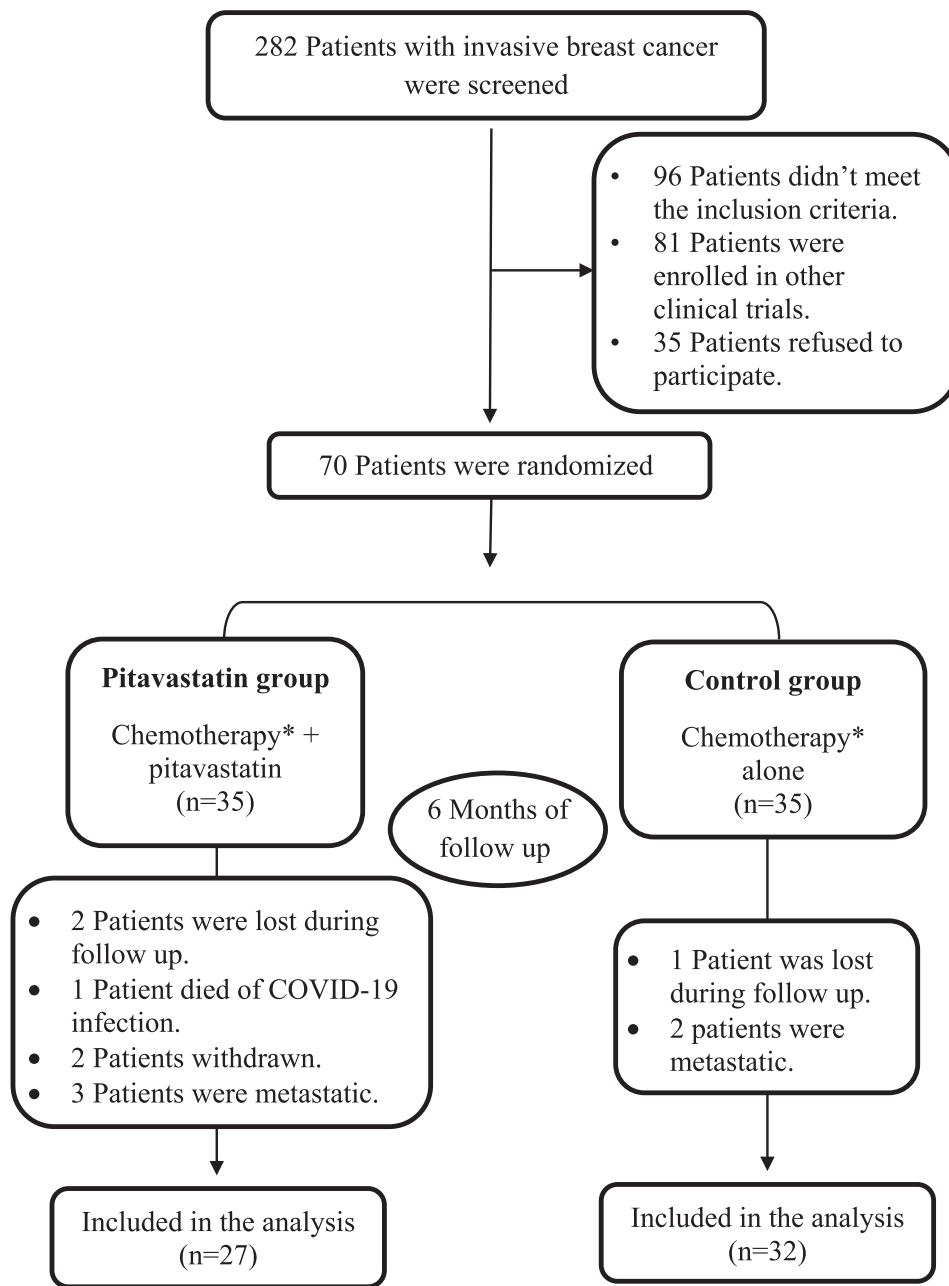 282 Patients with invasive breast cancer
were screened
• 96 Patients didn’t meet
the inclusion criteria.
• 81 Patients were
enrolled in other
clinical trials.
• 35 Patients refused to
participate.
70 Patients were randomized
Pitavastatin group
Chemotherapy* +
pitavastatin
(n=35)
Control group
Chemotherapy*
alone
(n=35)
6 Months of
follow up
• 2 Patients were lost during
follow up.
• 1 Patient died of COVID-19
infection.
• 2 Patients withdrawn.
• 3 Patients were metastatic.
• 1 Patient was lost
during follow up.
• 2 patients were
metastatic.
Included in the analysis
(n=27)
Included in the analysis
(n=32)